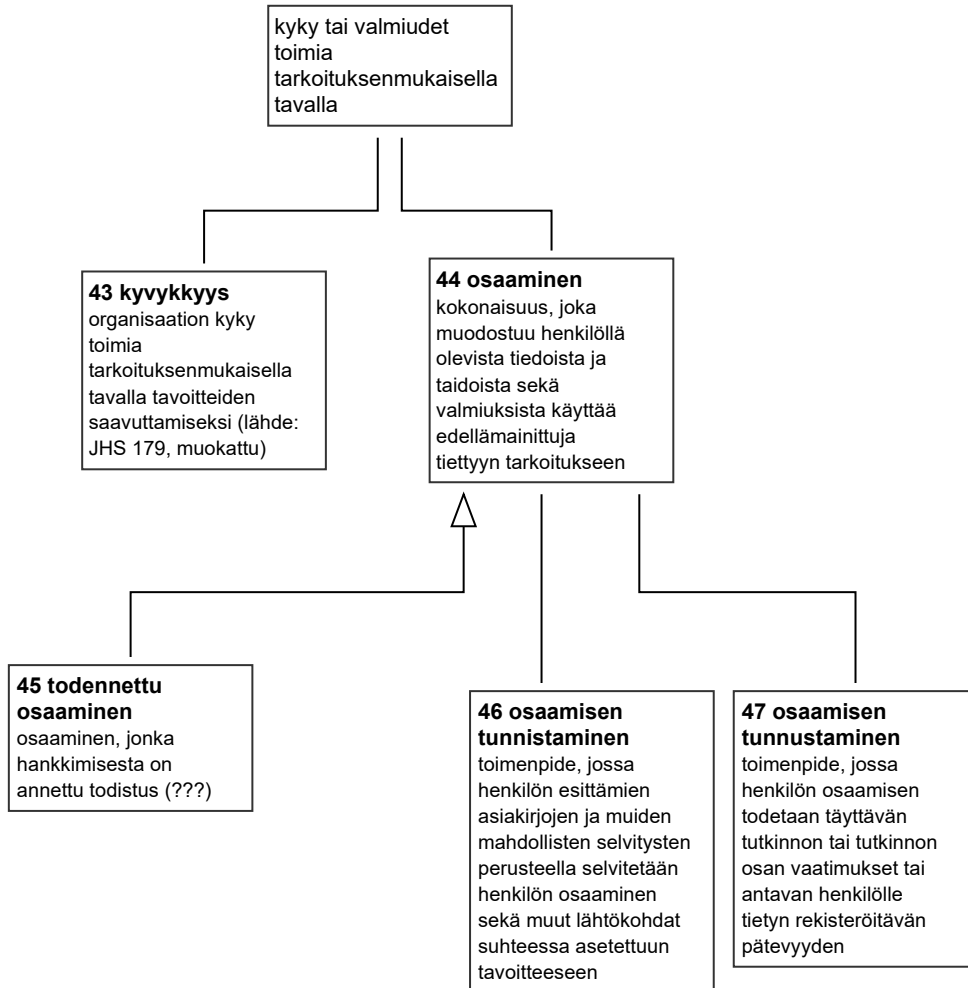 kyky tai valmiudet
toimia
tarkoituksenmukaisella
tavalla
43 kyvykkyys
organisaation kyky
toimia
tarkoituksenmukaisella
tavalla tavoitteiden
saavuttamiseksi (lähde:
JHS 179, muokattu)
44 osaaminen
kokonaisuus, joka
muodostuu henkilöllä
olevista tiedoista ja
taidoista sekä
valmiuksista käyttää
edellämainittuja
tiettyyn tarkoitukseen
45 todennettu
osaaminen
osaaminen, jonka
hankkimisesta on
annettu todistus (???)
46 osaamisen
tunnistaminen
toimenpide, jossa
henkilön esittämien
asiakirjojen ja muiden
mahdollisten selvitysten
perusteella selvitetään
henkilön osaaminen
sekä muut lähtökohdat
suhteessa asetettuun
tavoitteeseen
47 osaamisen
tunnustaminen
toimenpide, jossa
henkilön osaamisen
todetaan täyttävän
tutkinnon tai tutkinnon
osan vaatimukset tai
antavan henkilölle
tietyn rekisteröitävän
pätevyyden